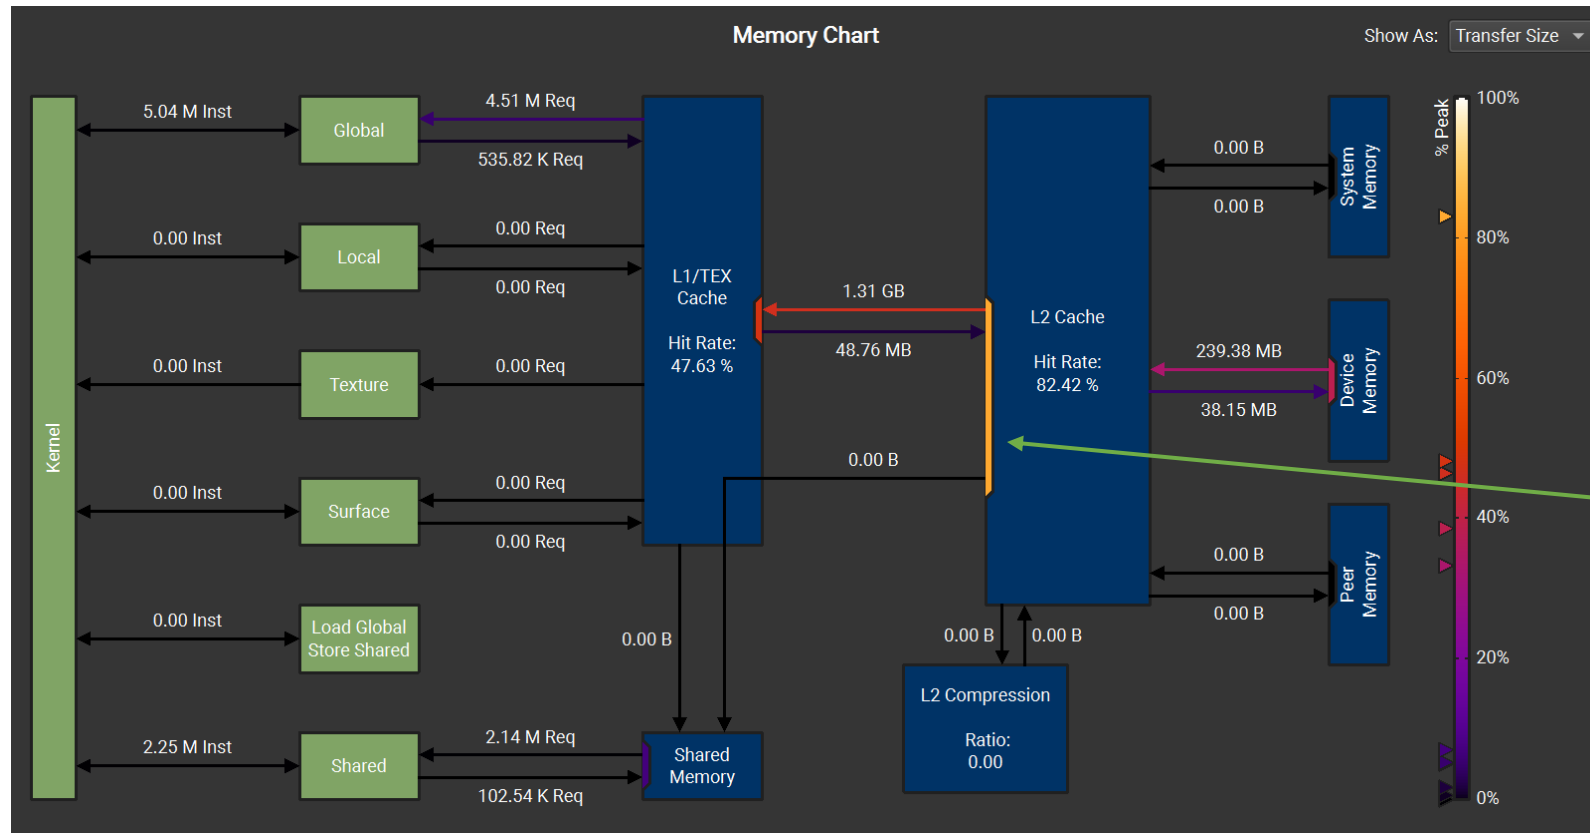 Memory Chart
Show As: Transfer Size
Kernel
5.04 M Inst
Global
4.51 M Req
535.82 K Req
0.00 Inst
Local
0.00 Req
0.00 Req
0.00 Inst
Texture
0.00 Req
0.00 Inst
Surface
0.00 Req
0.00 Req
0.00 Inst
Load Global
Store Shared
2.25 M Inst
Shared
2.14 M Req
102.54 K Req
L1/TEX
Cache
Hit Rate:
47.63 %
0.00 B
Shared
Memory
1.31 GB
48.76 MB
0.00 B
L2 Cache
Hit Rate:
82.42 %
0.00 B
0.00 B
L2 Compression
Ratio:
0.00
0.00 B
0.00 B
System
Memory
239.38 MB
38.15 MB
Device
Memory
0.00 B
0.00 B
Peer
Memory
% Peak
100%
80%
60%
40%
20%
0%